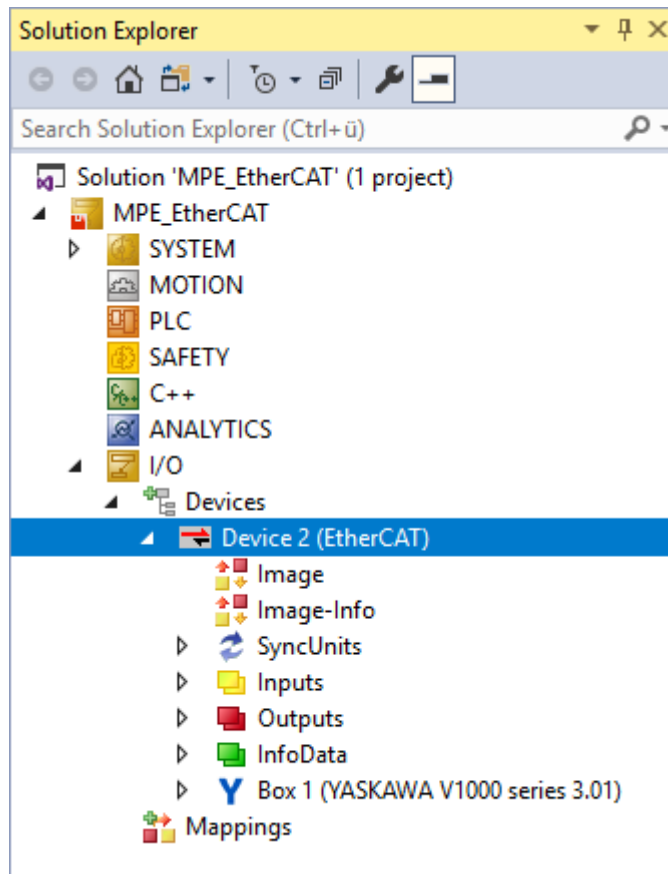 Solution Explorer
Search Solution Explorer (Ctrl+ü)
Solution 'MPE_EtherCAT' (1 project)
MPE_EtherCAT
SYSTEM
MOTION
PLC
SAFETY
C++
ANALYTICS
I/O
Devices
Device 2 (EtherCAT)
Image
Image-Info
SyncUnits
Inputs
Outputs
InfoData
Box 1 (YASKAWA V1000 series 3.01)
Mappings